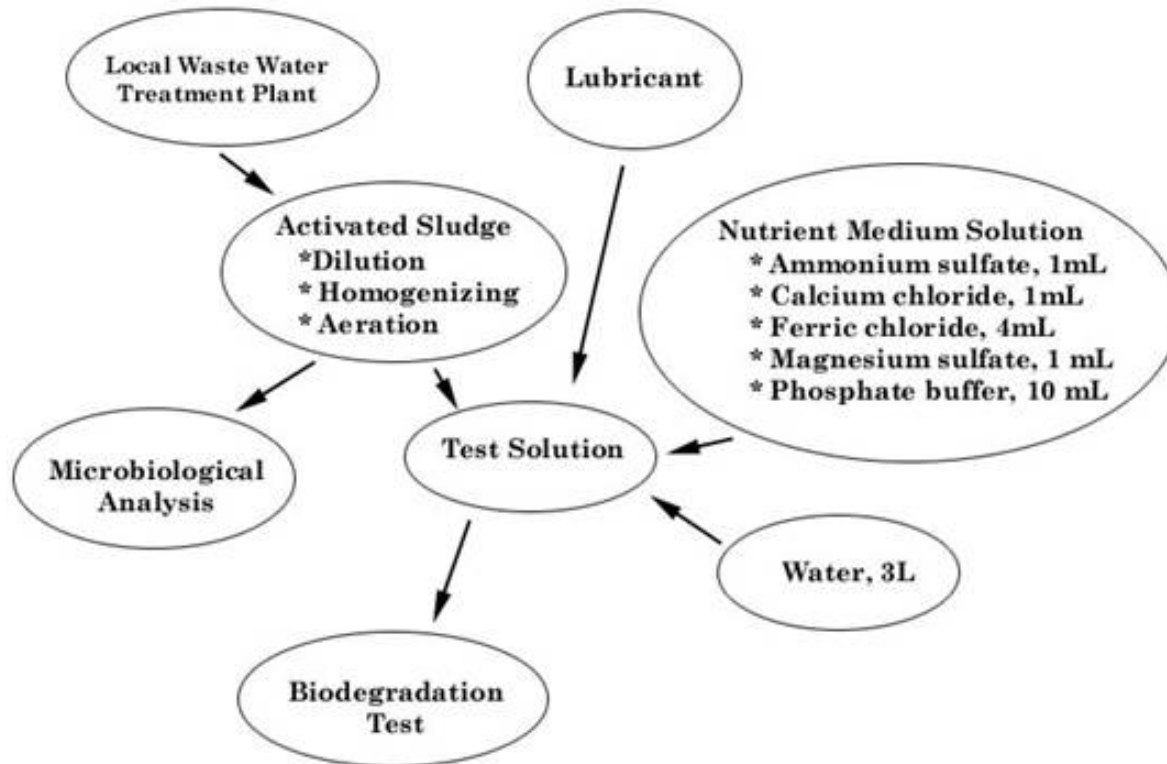 Local Waste Water
Treatment Plant
Lubricant
Activated Sludge
*Dilution
* Homogenizing
* Aeration
Nutrient Medium Solution
* Ammonium sulfate, 1mL
* Calcium chloride, 1mL
* Ferric chloride, 4mL
* Magnesium sulfate, 1 mL
* Phosphate buffer, 10 mL
Microbiological
Analysis
Test Solution
Water, 3L
Biodegradation
Test